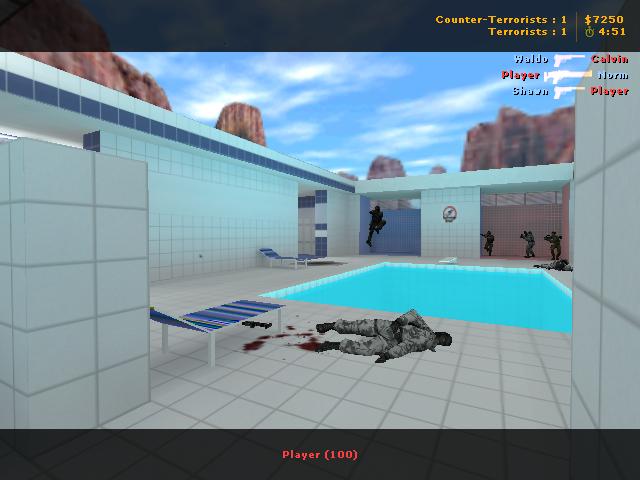 Counter-Terrorists : 1 $7250
Terrorists : 1 4:51
Waldo Calvin
Player Norm
Shawn Player
Player (100)